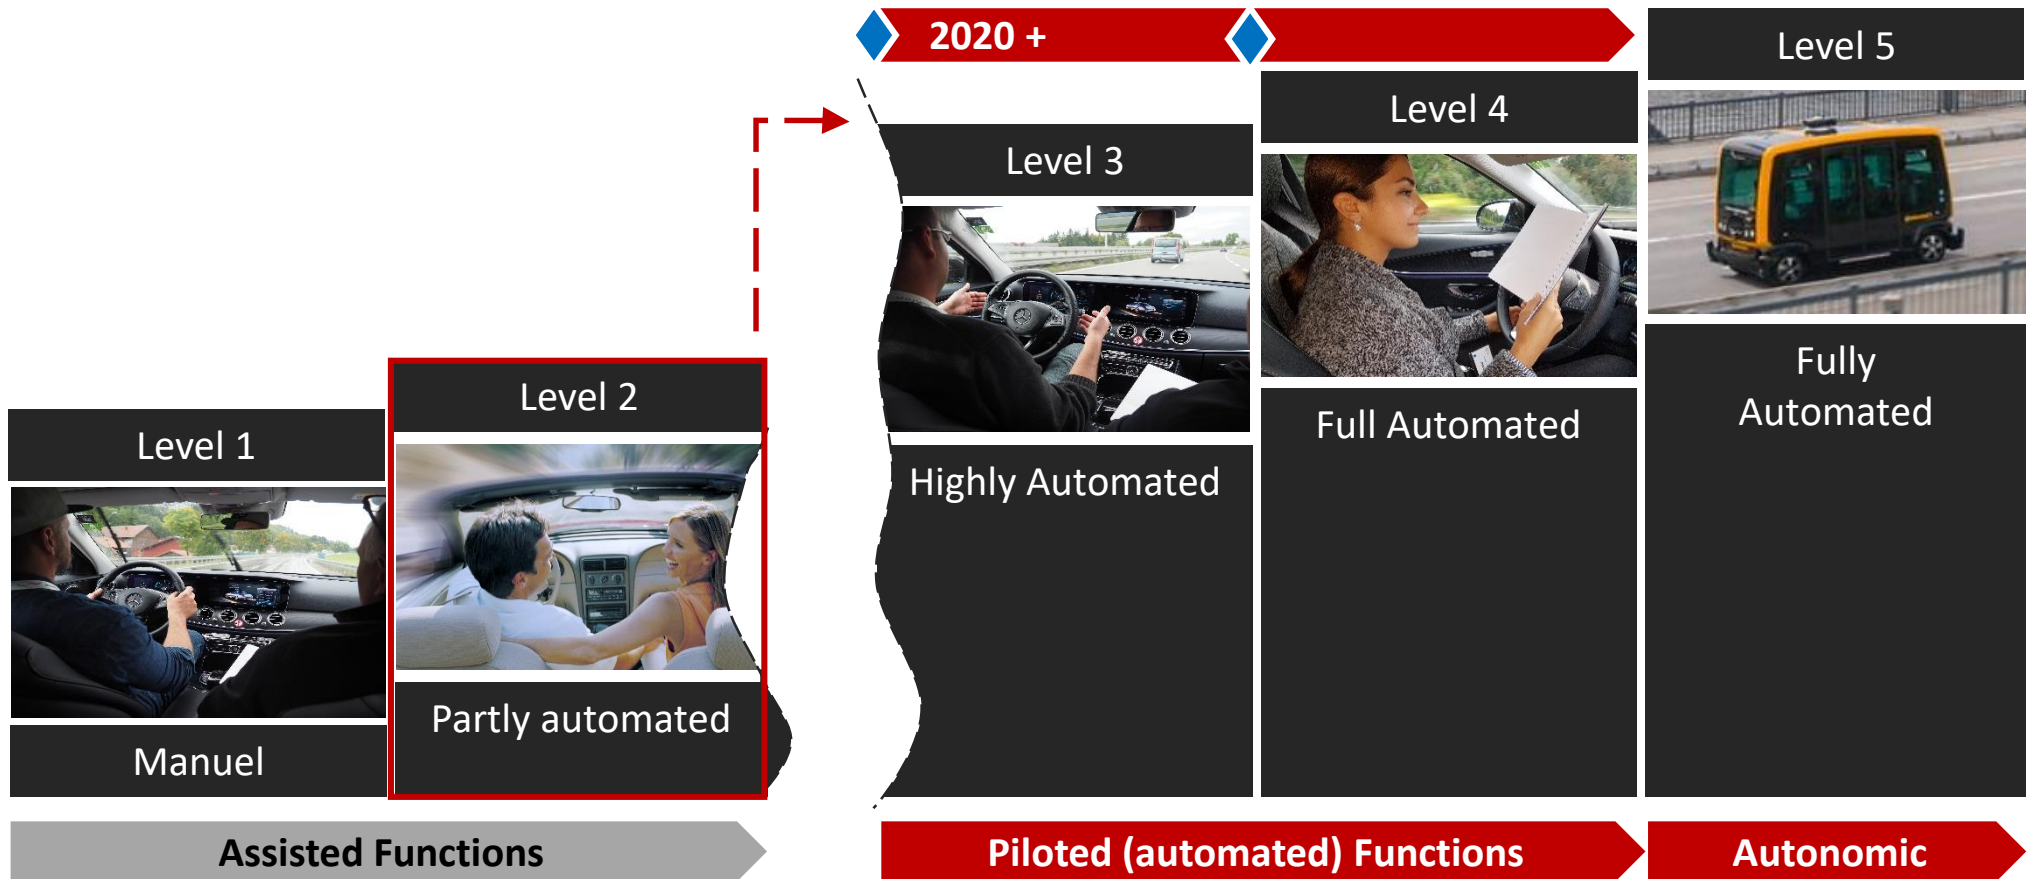 2020 +
Level 5
Level 4
Level 3
Level 2
Level 1
Fully
Automated
Full Automated
Highly Automated
Partly automated
Manuel
Assisted Functions
Piloted (automated) Functions
Autonomic